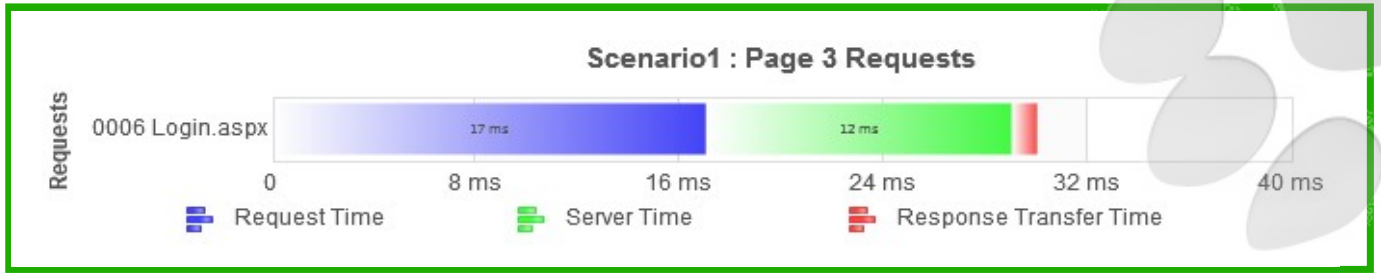 Scenario1 : Page 3 Requests
Requests
0006 Login.aspx
17 ms
12 ms
0
8 ms
16 ms
24 ms
32 ms
40 ms
Request Time
Server Time
Response Transfer Time